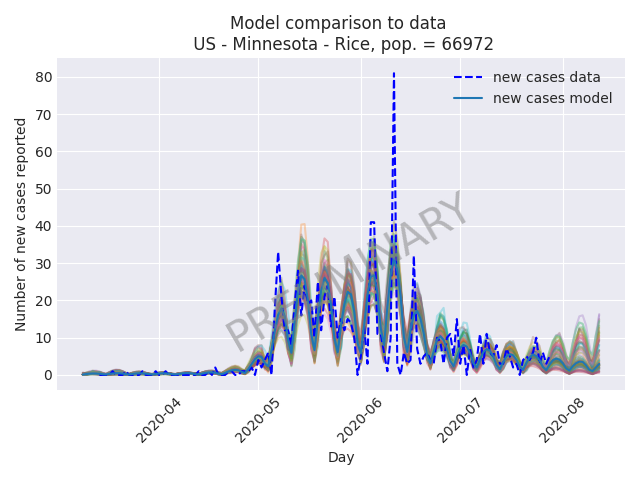 Model comparison to data
US - Minnesota - Rice, pop. = 66972
new cases data
new cases model
PRELIMINARY
Number of new cases reported
80
70
60
50
40
30
20
10
0
2020-04
2020-05
2020-06
2020-07
2020-08
Day